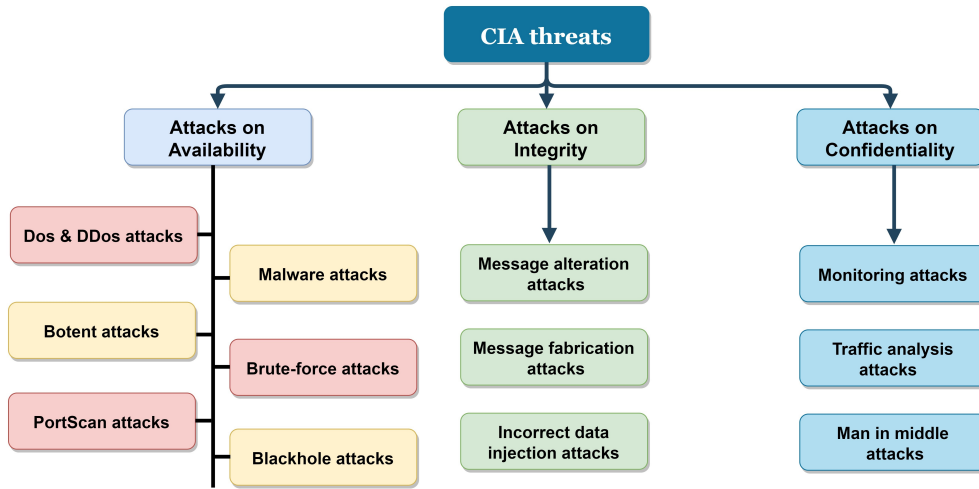 CIA threats
Attacks on
Availability
Attacks on
Integrity
Attacks on
Confidentiality
Dos & DDos attacks
Malware attacks
Botent attacks
Brute-force attacks
PortScan attacks
Blackhole attacks
Message alteration
attacks
Message fabrication
attacks
Incorrect data
injection attacks
Monitoring attacks
Traffic analysis
attacks
Man in middle
attacks